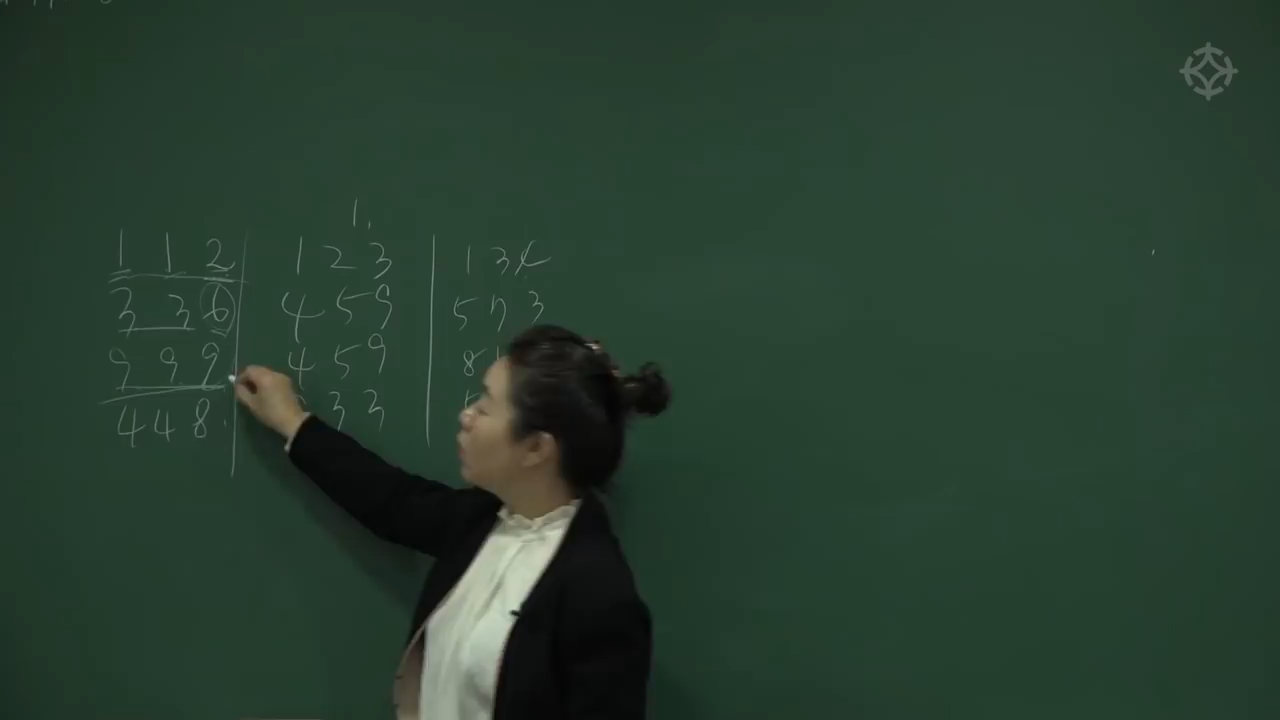 1.
1 1 2 | 1 2 3 | 1 3 4
3 3 6 | 4 5 9 | 5 7 3
9 9 9 | 4 5 9 | 8
4 4 8 | 3 3